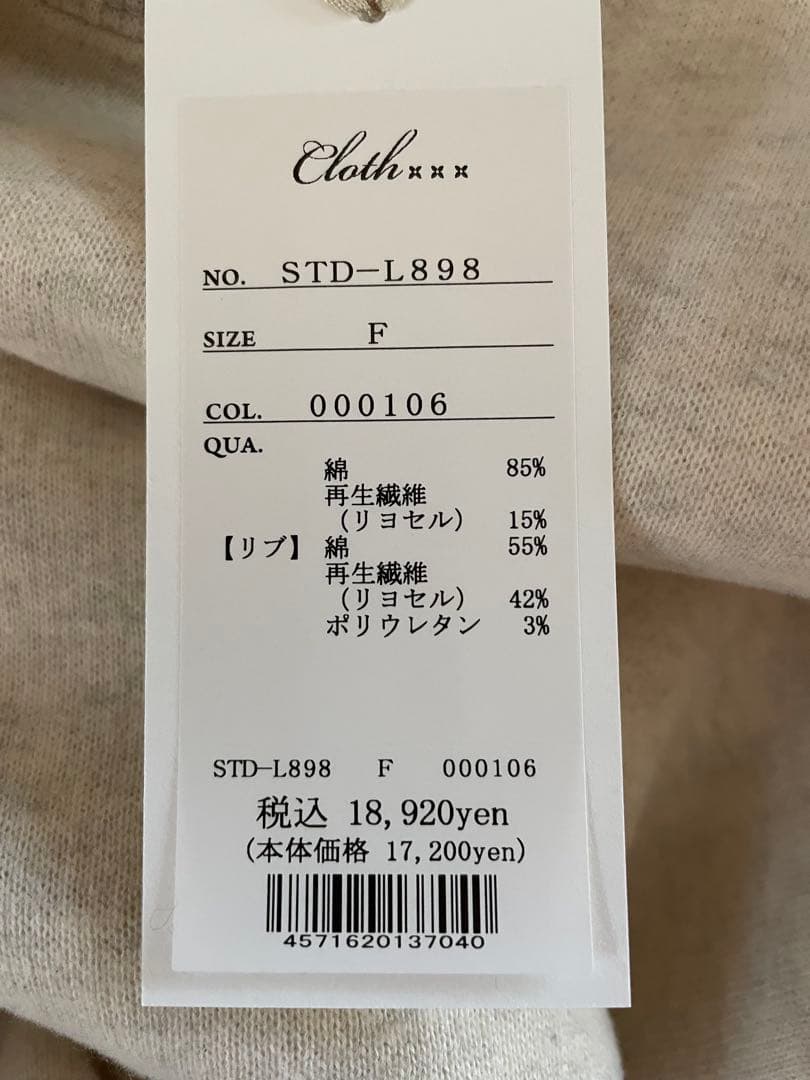 Cloth×××
NO. STD-L898
SIZE F
COL. 000106
QUA.
綿 85%
再生繊維
(リヨセル) 15%
【リブ】 綿 55%
再生繊維
(リヨセル) 42%
ポリウレタン 3%
STD-L898 F 000106
税込 18,920yen
(本体価格 17,200yen)
4571620137040